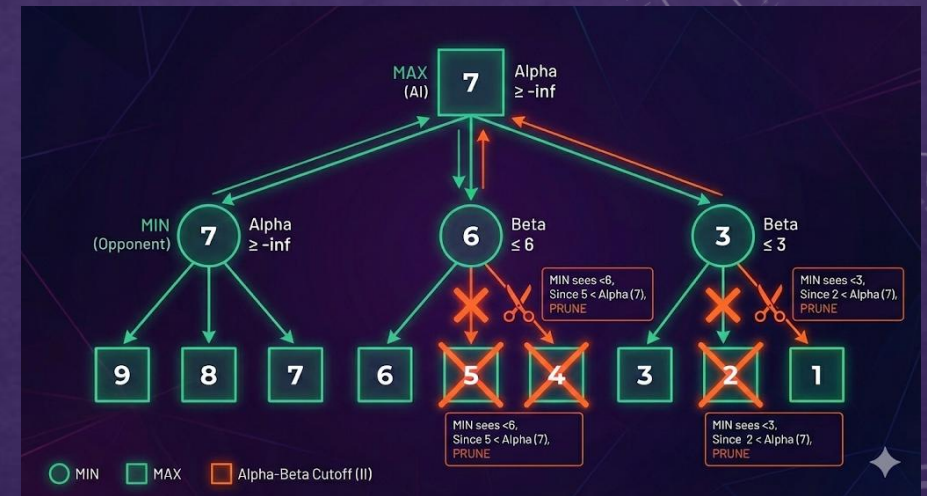 MAX
(AI)
7
Alpha
≥ -inf
MIN
(Opponent)
7
Alpha
≥ -inf
6
Beta
≤ 6
3
Beta
≤ 3
MIN sees <6,
Since 5 < Alpha (7),
PRUNE
MIN sees <3,
Since 2 < Alpha (7),
PRUNE
9
8
7
6
5
4
3
2
1
MIN sees <6,
Since 5 < Alpha (7),
PRUNE
MIN sees <3,
Since 2 < Alpha (7),
PRUNE
MIN
MAX
Alpha-Beta Cutoff (II)